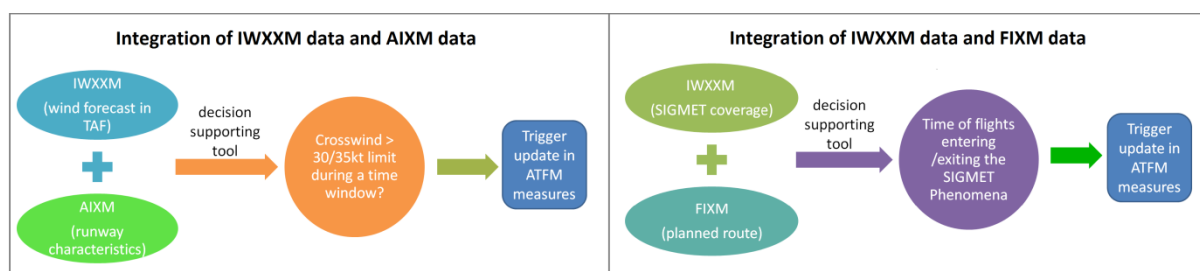 Integration of IWXXM data and AIXM data
IWXXM
(wind forecast in
TAF)
AIXM
(runway
characteristics)
decision
supporting
tool
Crosswind >
30/35kt limit
during a time
window?
Trigger
update in
ATFM
measures
Integration of IWXXM data and FIXM data
IWXXM
(SIGMET coverage)
FIXM
(planned route)
decision
supporting
tool
Time of flights
entering
/exiting the
SIGMET
Phenomena
Trigger
update in
ATFM
measures